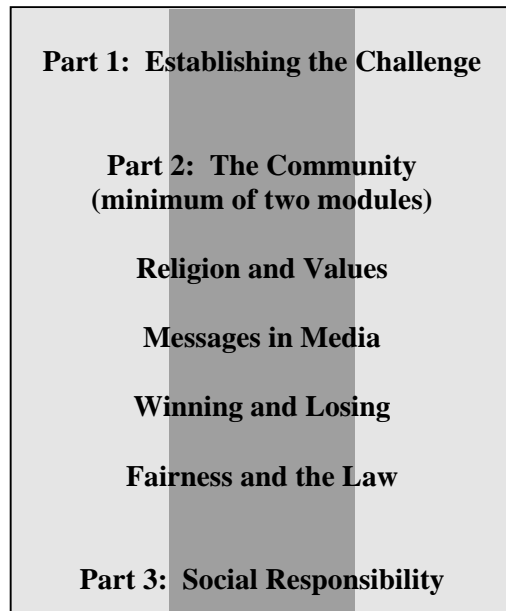 Part 1: Establishing the Challenge
Part 2: The Community
(minimum of two modules)
Religion and Values
Messages in Media
Winning and Losing
Fairness and the Law
Part 3: Social Responsibility